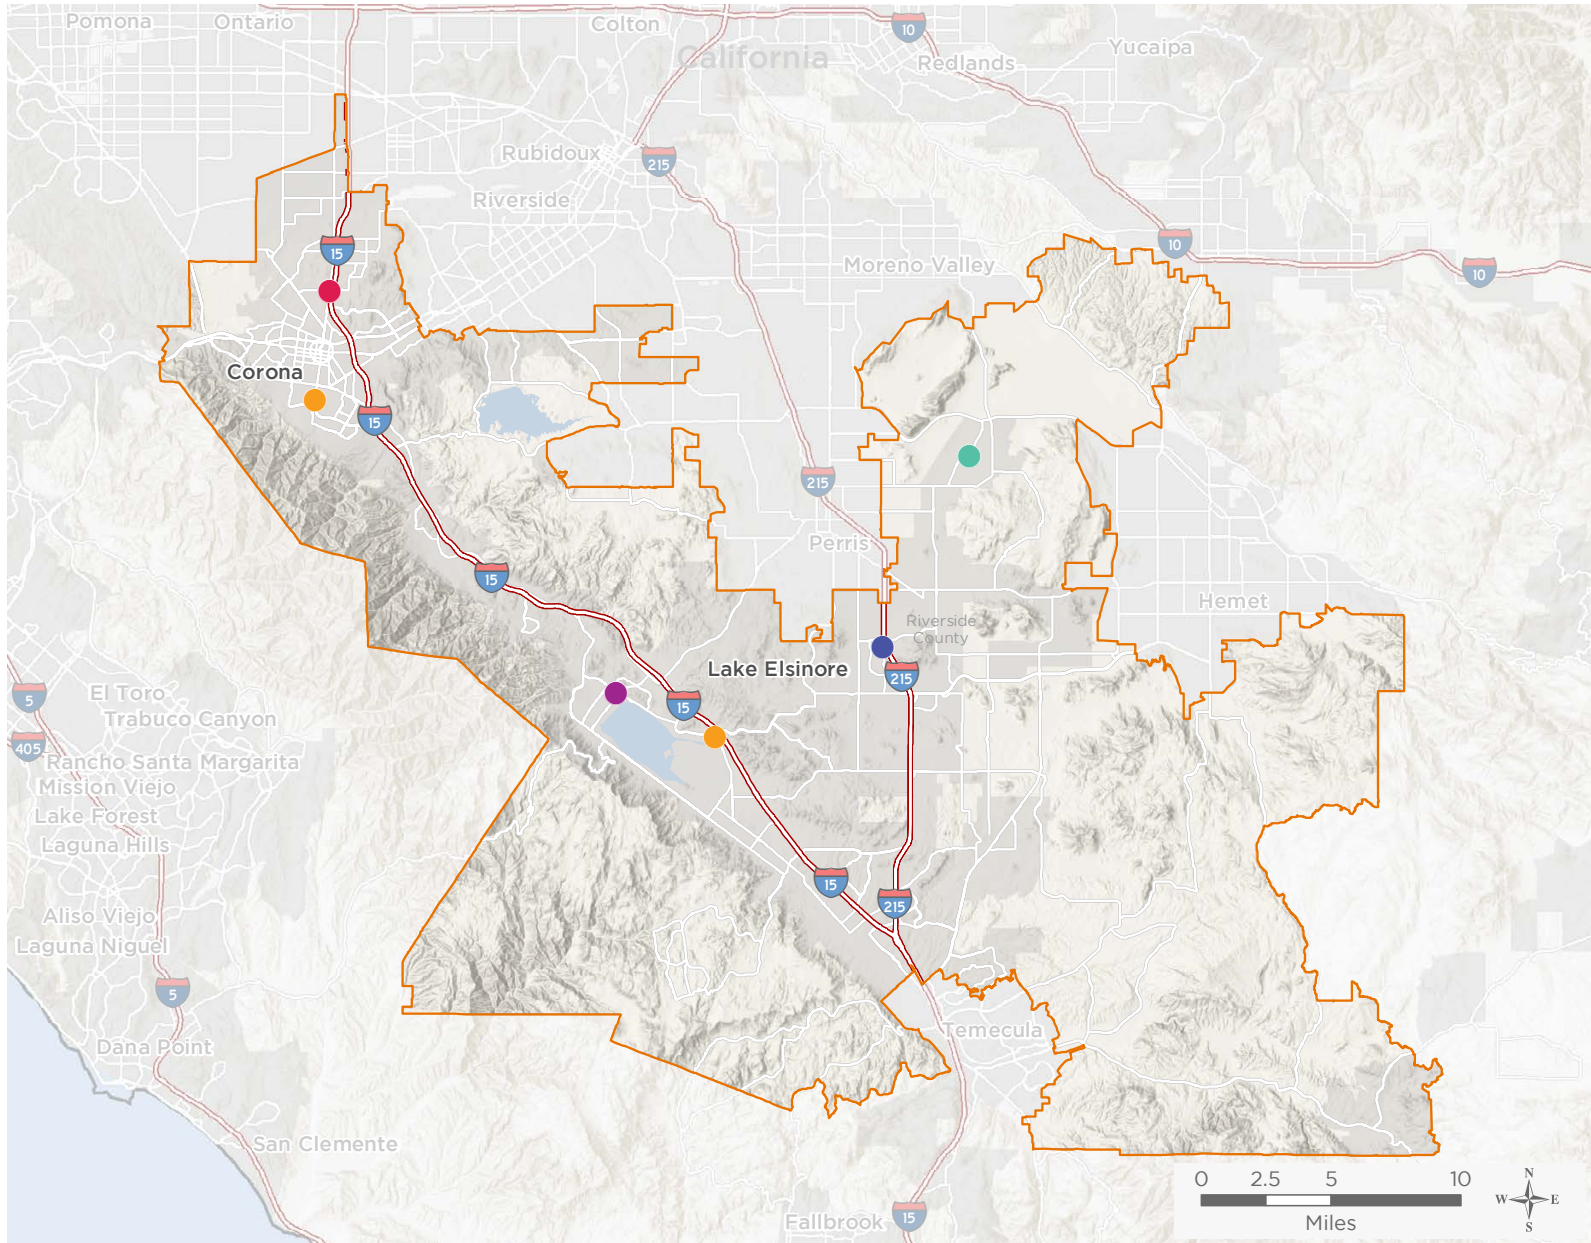 Pomona
Ontario
Colton
10
California
Redlands
Yucaipa
Rubidoux
215
Riverside
15
10
Moreno Valley
10
Corona
15
215
Perris
15
Hemet
Riverside
County
Lake Elsinore
215
5
El Toro
15
Trabuco Canyon
405
Rancho Santa Margarita
Mission Viejo
Lake Forest
Laguna Hills
15
215
Aliso Viejo
Laguna Niguel
5
Temecula
Dana Point
San Clemente
0 2.5 5 10
Miles
N
W E
S
Fallbrook
15